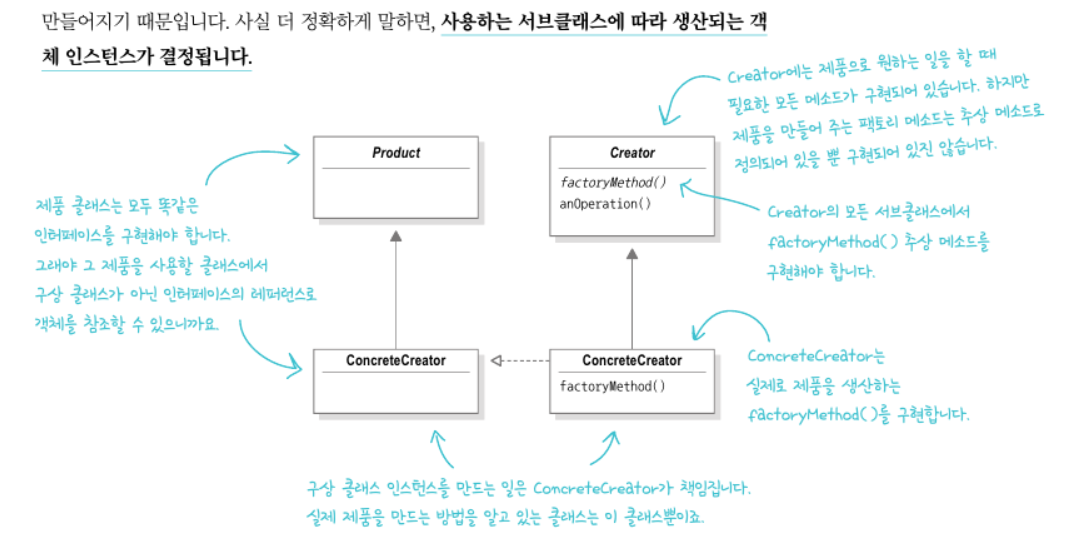 만들어지기 때문입니다. 사실 더 정확하게 말하면, 사용하는 서브클래스에 따라 생산되는 객
체 인스턴스가 결정됩니다.
Creator에는 제품으로 원하는 일을 할 때
필요한 모든 메소드가 구현되어 있습니다. 하지만
제품을 만들어 주는 팩토리 메소드는 추상 메소드로
정의되어 있을 뿐 구현되어 있진 않습니다.
Product
Creator
factoryMethod()
anOperation()
제품 클래스는 모두 똑같은
인터페이스를 구현해야 합니다.
그래야 그 제품을 사용할 클래스에서
구상 클래스가 아닌 인터페이스의 레퍼런스로
객체를 참조할 수 있으니까요.
Creator의 모든 서브클래스에서
factoryMethod() 추상 메소드를
구현해야 합니다.
ConcreteCreator
ConcreteCreator
factoryMethod()
ConcreteCreator는
실제로 제품을 생산하는
factoryMethod()를 구현합니다.
구상 클래스 인스턴스를 만드는 일은 ConcreteCreator가 책임집니다.
실제 제품을 만드는 방법을 알고 있는 클래스는 이 클래스뿐이죠.